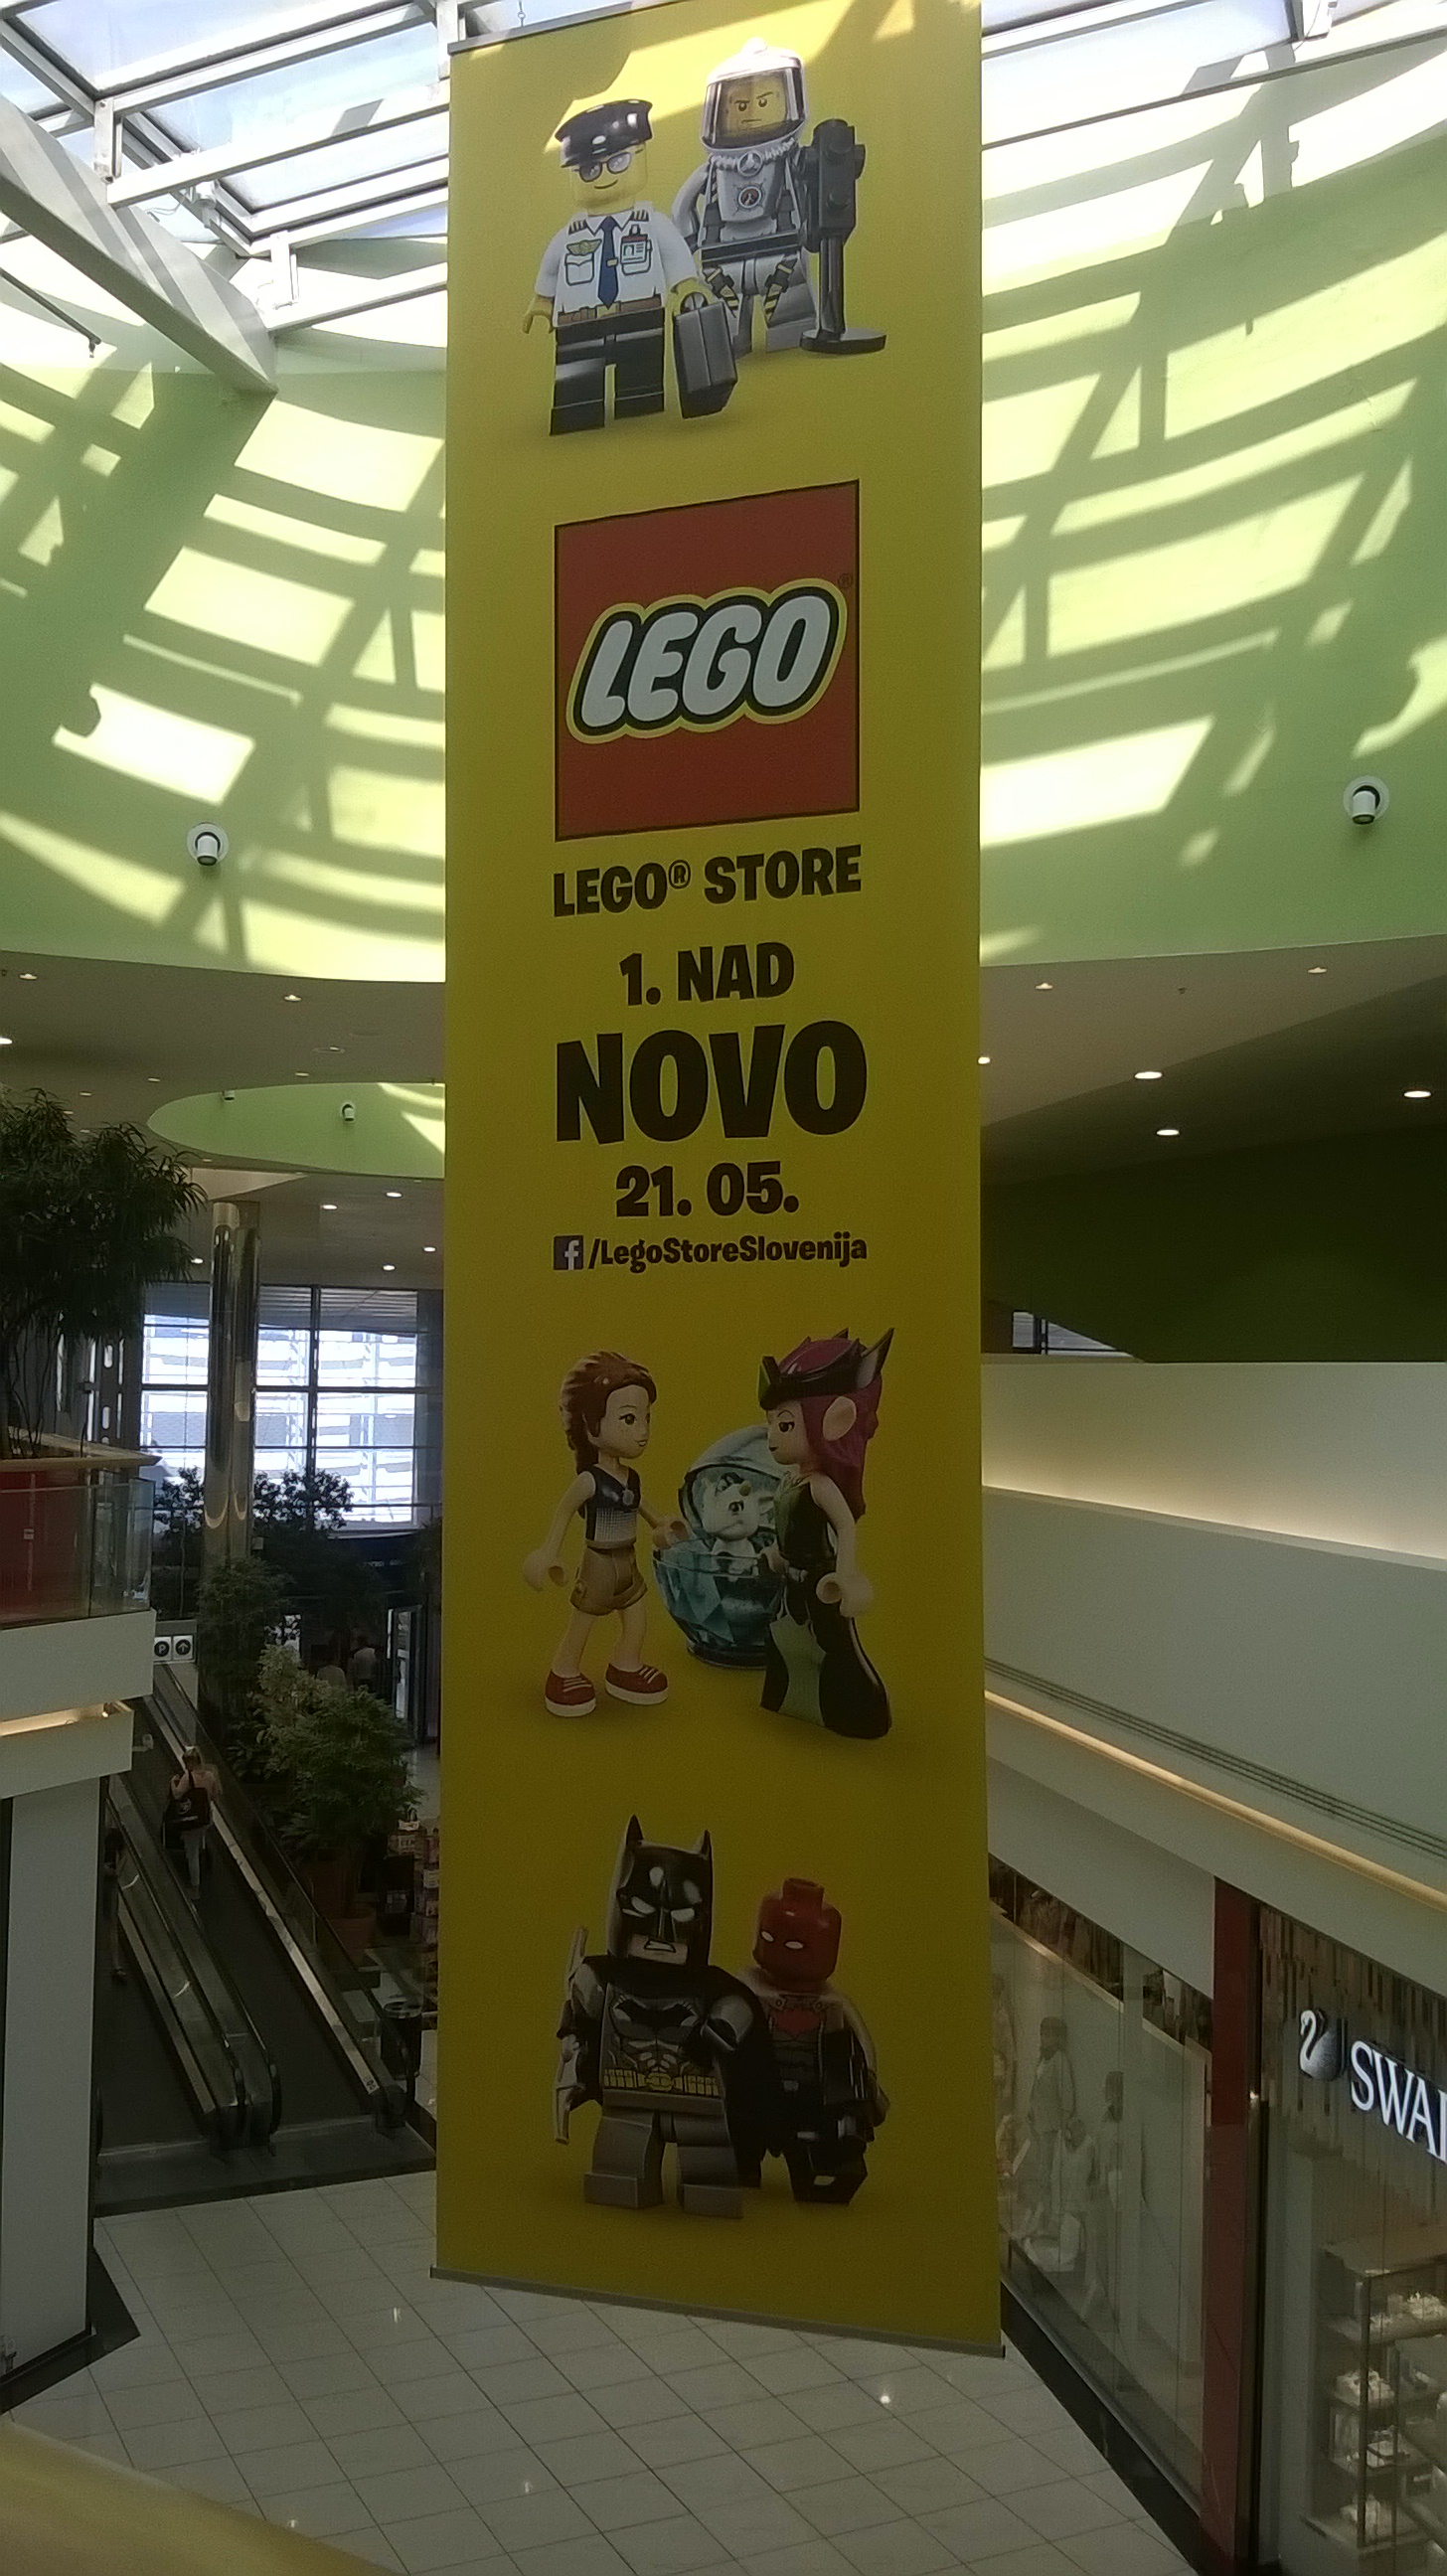 LEGO®
LEGO® STORE
1. NAD
NOVO
21. 05.
f/LegoStoreSlovenija
P
SWA